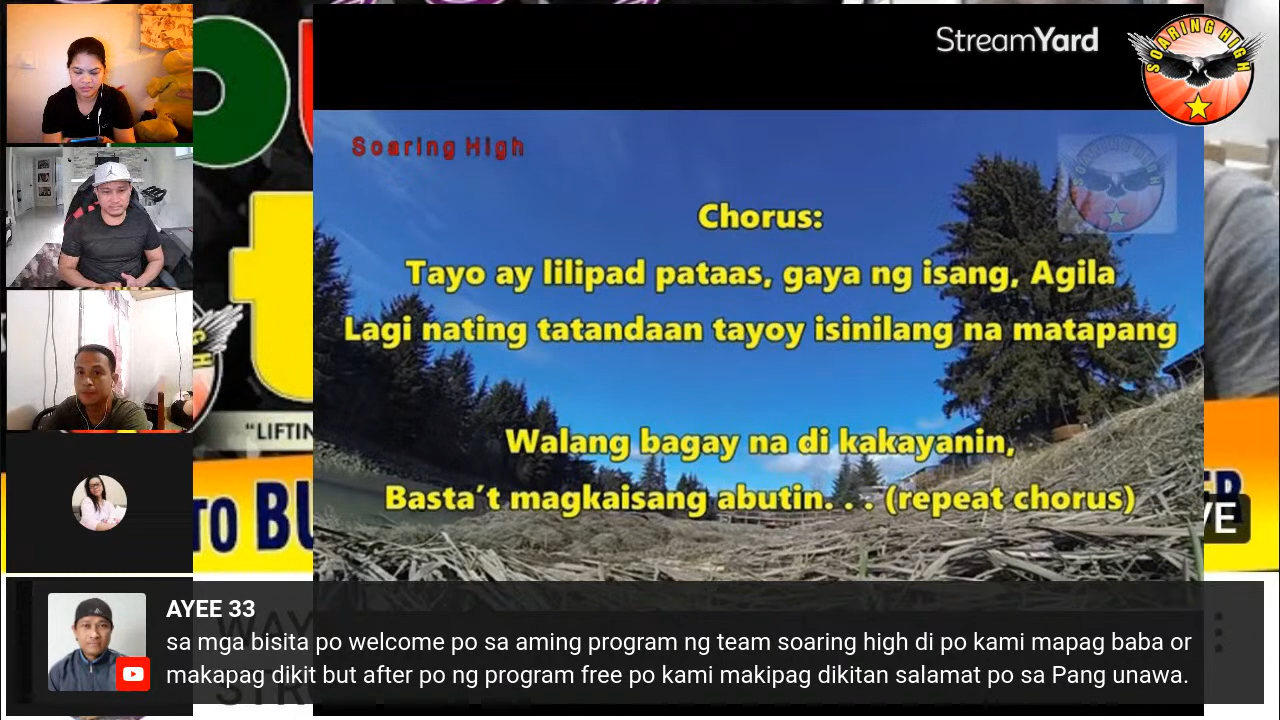 StreamYard
SOARING HIGH
Soaring High
Chorus:
Tayo ay lilipad pataas, gaya ng isang, Agila
Lagi nating tatandaan tayoy isinilang na matapang
Walang bagay na di kakayanin,
Basta't magkaisang abutin. . . (repeat chorus)
AYEE 33
sa mga bisita po welcome po sa aming program ng team soaring high di po kami mapag baba or
makapag dikit but after po ng program free po kami makipag dikitan salamat po sa Pang unawa.